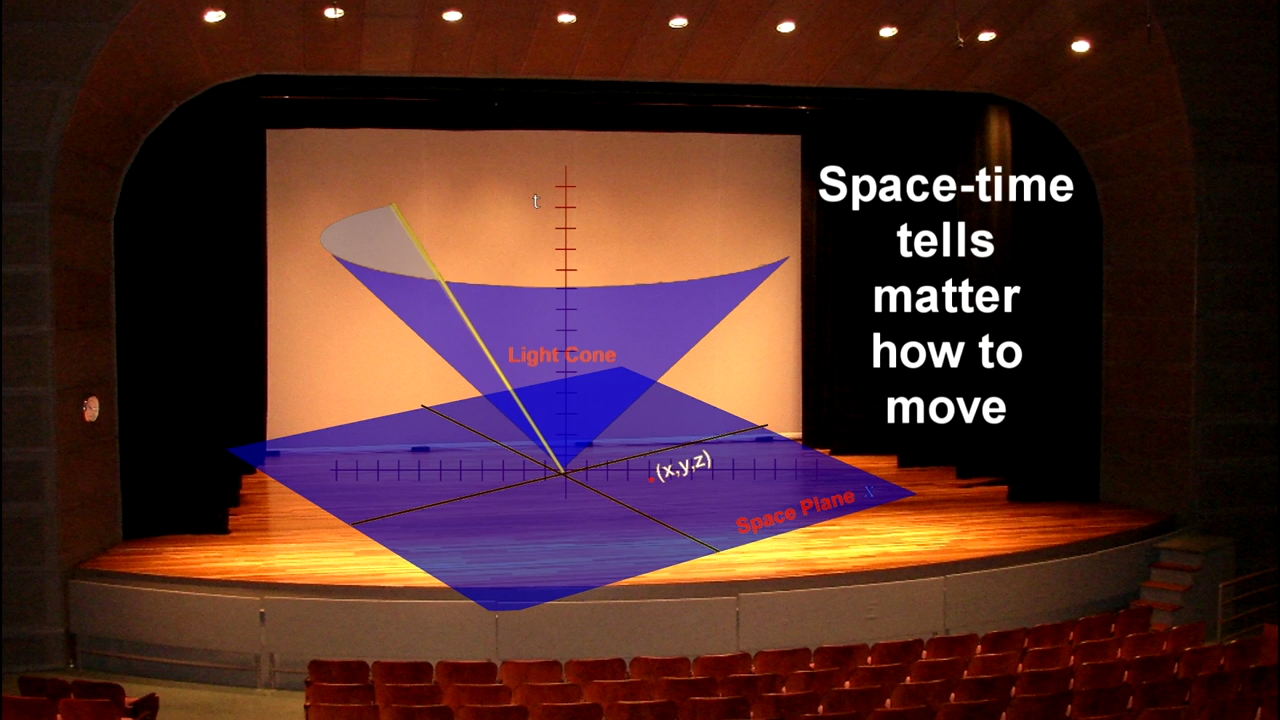 t
Space-time
tells
matter
how to
move
Light Cone
(x,y,z)
Space Plane